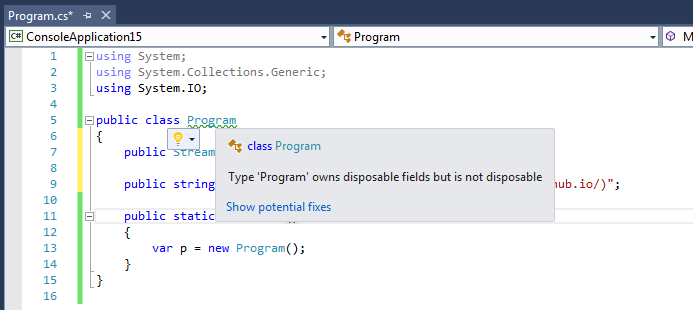 Program.cs*
C# ConsoleApplication15 Program M
1 using System;
2 using System.Collections.Generic;
3 using System.IO;
4
5 public class Program
6 {
7 public Stream
8
9 public string hub.io/)";
10
11 public static
12 {
13 var p = new Program();
14 }
15 }
16
class Program
Type 'Program' owns disposable fields but is not disposable
Show potential fixes